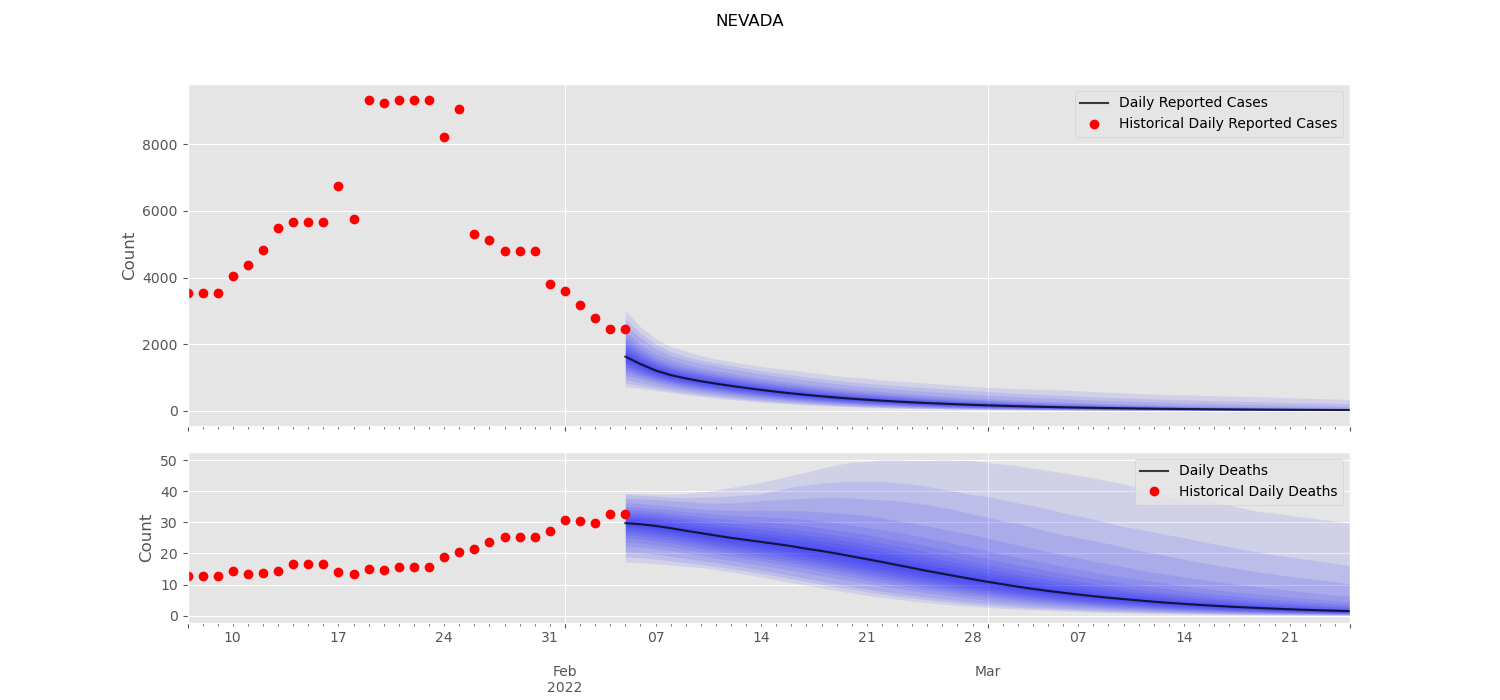 NEVADA
Daily Reported Cases
Historical Daily Reported Cases
8000
6000
4000
2000
0
Count
Daily Deaths
Historical Daily Deaths
50
40
30
20
10
0
Count
10 17 24 31 07 14 21 28 07 14 21
Feb Mar
2022